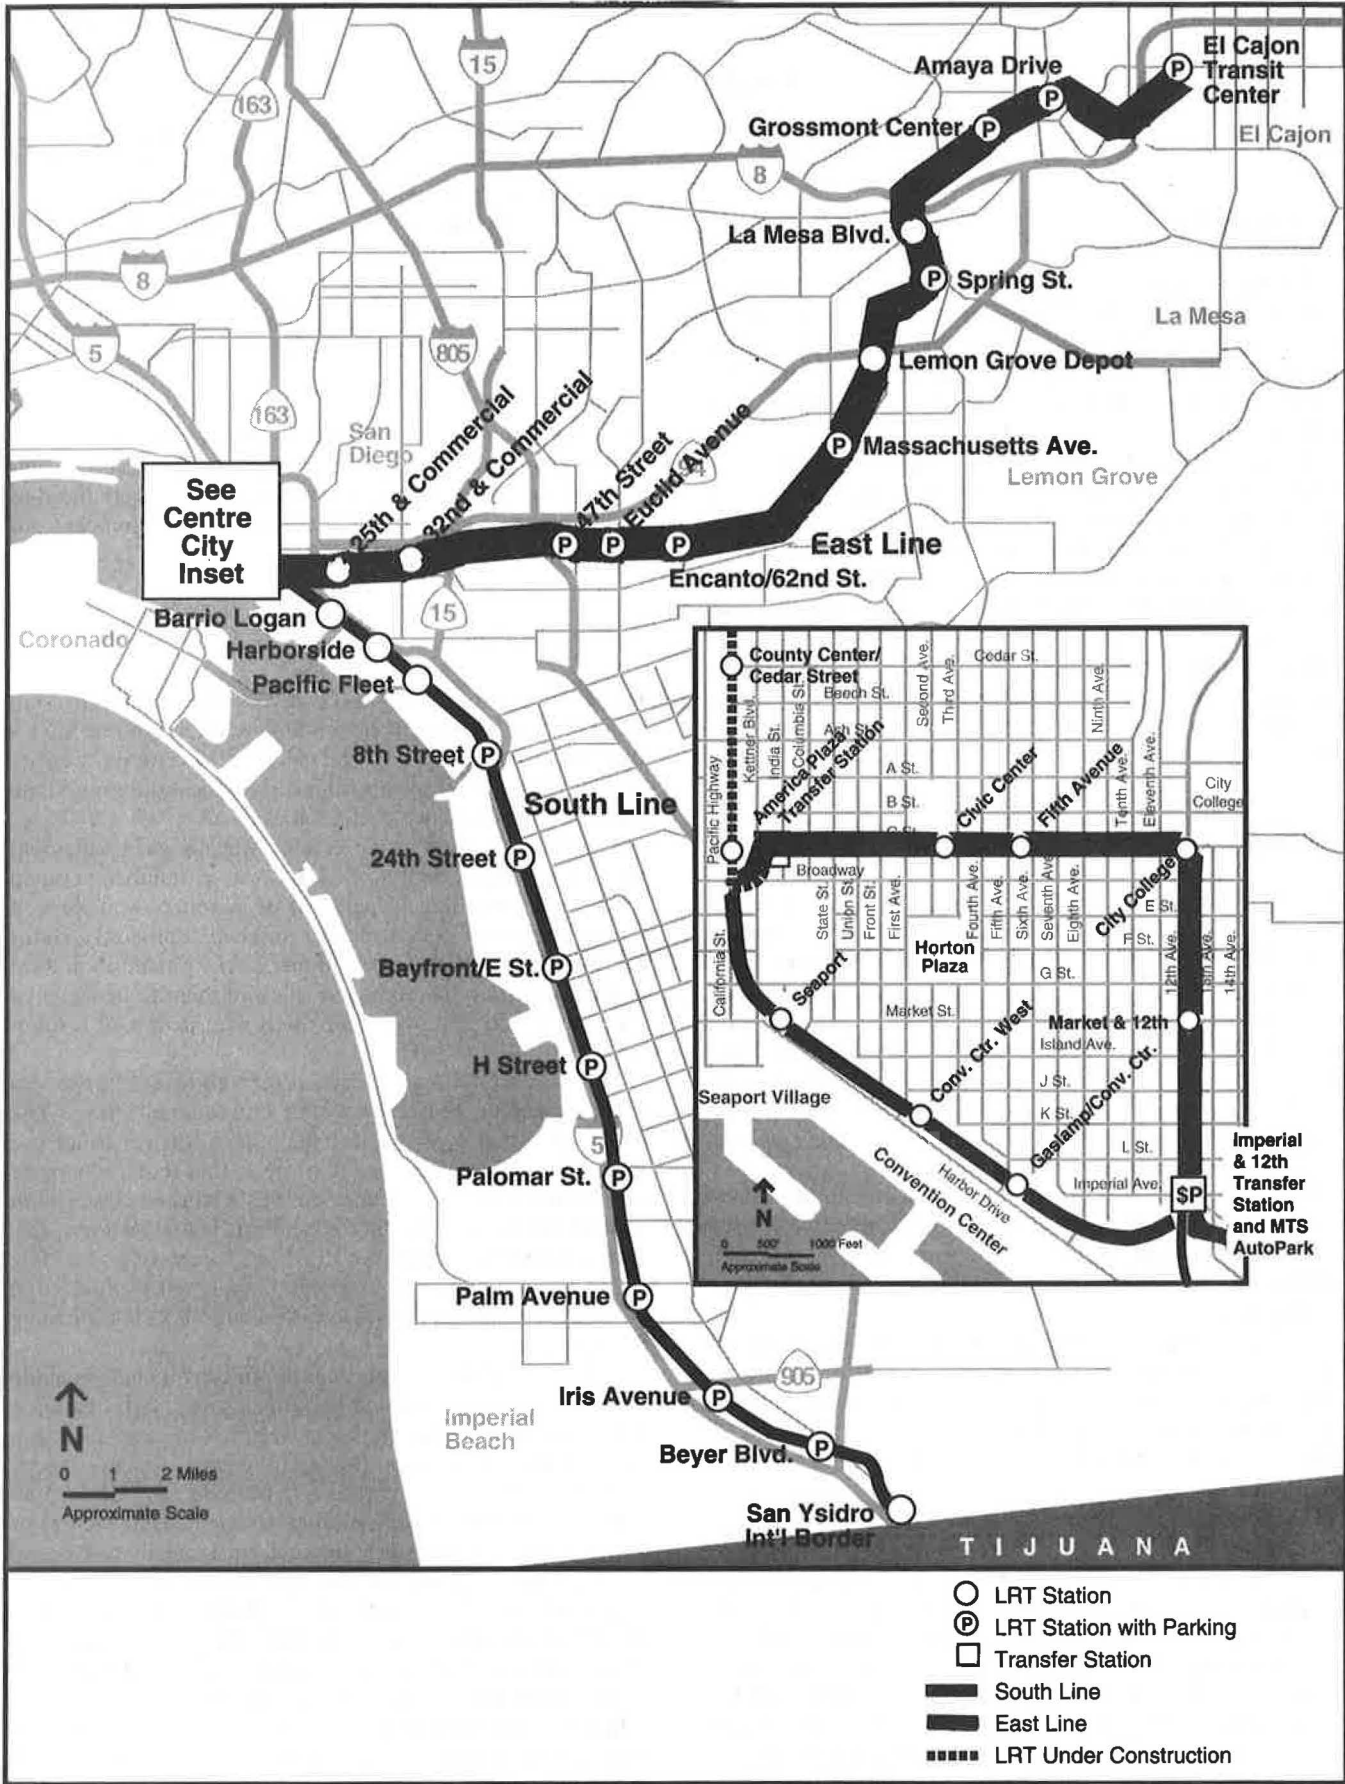 El Cajon
Transit
Center
Amaya Drive
15
163
Grossmont Center
P
El Cajon
8
La Mesa Blvd.
Spring St.
8
La Mesa
5
805
Lemon Grove Depot
163
San
Diego
25th & Commercial
32nd & Commercial
47th Street
Euclid Avenue
94
Massachusetts Ave.
Lemon Grove
See
Centre
City
Inset
East Line
Encanto/62nd St.
Barrio Logan
15
Coronado
Harborside
Pacific Fleet
8th Street
South Line
24th Street
Bayfront/E St.
H Street
5
Palomar St.
Palm Avenue
905
Iris Avenue
Imperial
Beach
Beyer Blvd.
San Ysidro
Int'l Border
TIJUANA
N
0 1 2 Miles
Approximate Scale
County Center/
Cedar Street
Cedar St.
Beech St.
Ash St.
A St.
B St.
C St.
Broadway
Pacific Highway
Kettner Blvd.
India St.
Columbia St.
America Plaza
Transfer Station
Second Ave.
Third Ave.
Civic Center
Fifth Avenue
Ninth Ave.
Tenth Ave.
Eleventh Ave.
City
College
City College
State St.
Union St.
Front St.
First Ave.
Fourth Ave.
Fifth Ave.
Sixth Ave.
Seventh Ave.
Eighth Ave.
E St.
F St.
G St.
12th Ave.
13th Ave.
14th Ave.
California St.
Horton
Plaza
Seaport
Market St.
Market & 12th
Island Ave.
J St.
K St.
L St.
Imperial Ave.
Conv. Ctr. West
Gaslamp/Conv. Ctr.
Seaport Village
Convention Center
Harbor Drive
$P
Imperial
& 12th
Transfer
Station
and MTS
AutoPark
N
0 500' 1000 Feet
Approximate Scale
LRT Station
P LRT Station with Parking
Transfer Station
South Line
East Line
LRT Under Construction